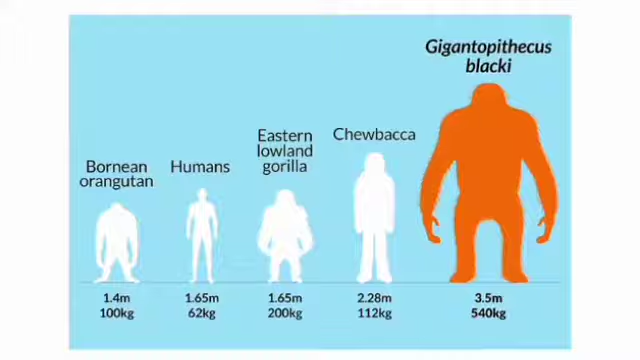 Gigantopithecus
blacki
Eastern
lowland
gorilla
Chewbacca
Bornean
orangutan
Humans
1.4m
100kg
1.65m
62kg
1.65m
200kg
2.28m
112kg
3.5m
540kg